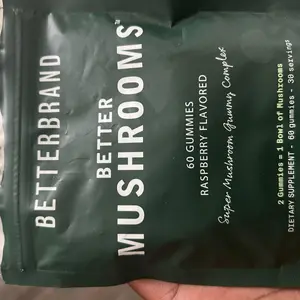 BETTERBRAND
BETTER
MUSHROOMS™
60 GUMMIES
RASPBERRY FLAVORED
Super Mushroom Gummy Complex
2 Gummies = 1 Bowl of Mushrooms
DIETARY SUPPLEMENT - 60 gummies - 30 servings